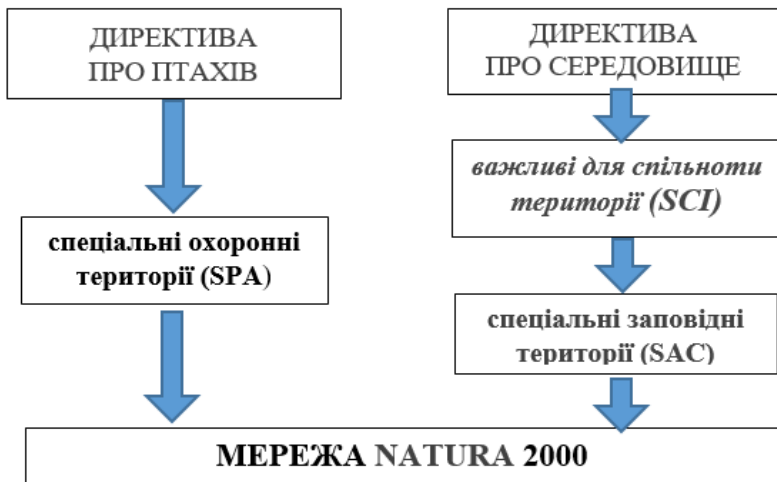 ДИРЕКТИВА
ПРО ПТАХІВ
ДИРЕКТИВА
ПРО СЕРЕДОВИЩЕ
важливі для спільноти
території (SCI)
спеціальні охоронні
території (SPA)
спеціальні заповідні
території (SAC)
МЕРЕЖА NATURA 2000